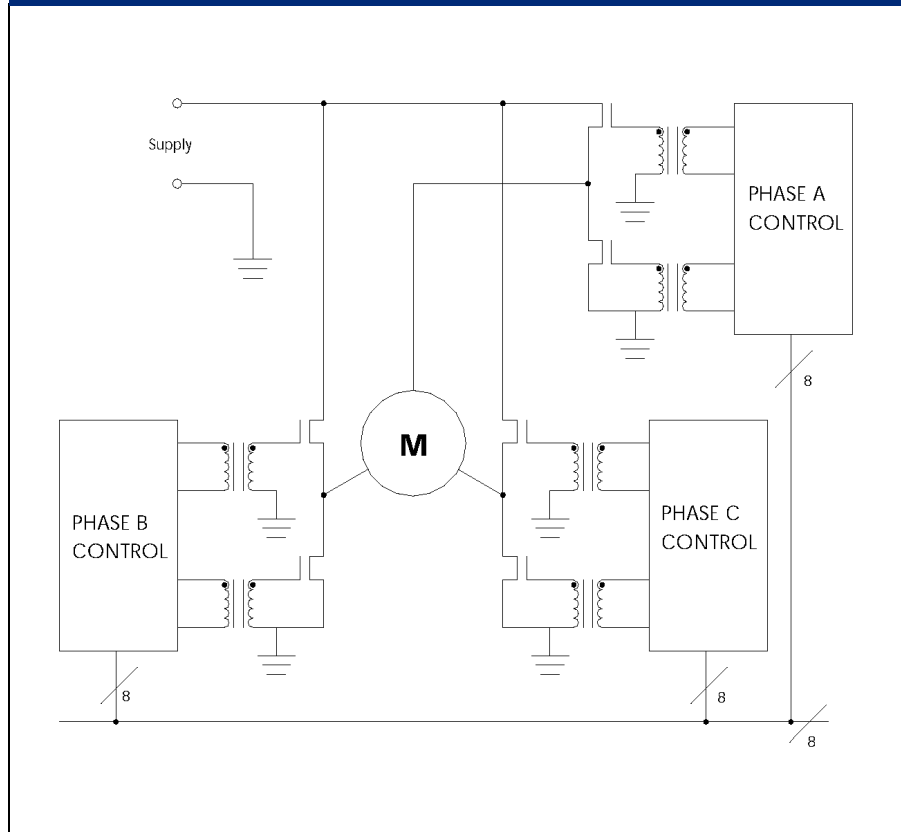 Supply
PHASE A
CONTROL
8
M
PHASE B
CONTROL
PHASE C
CONTROL
8
8
8